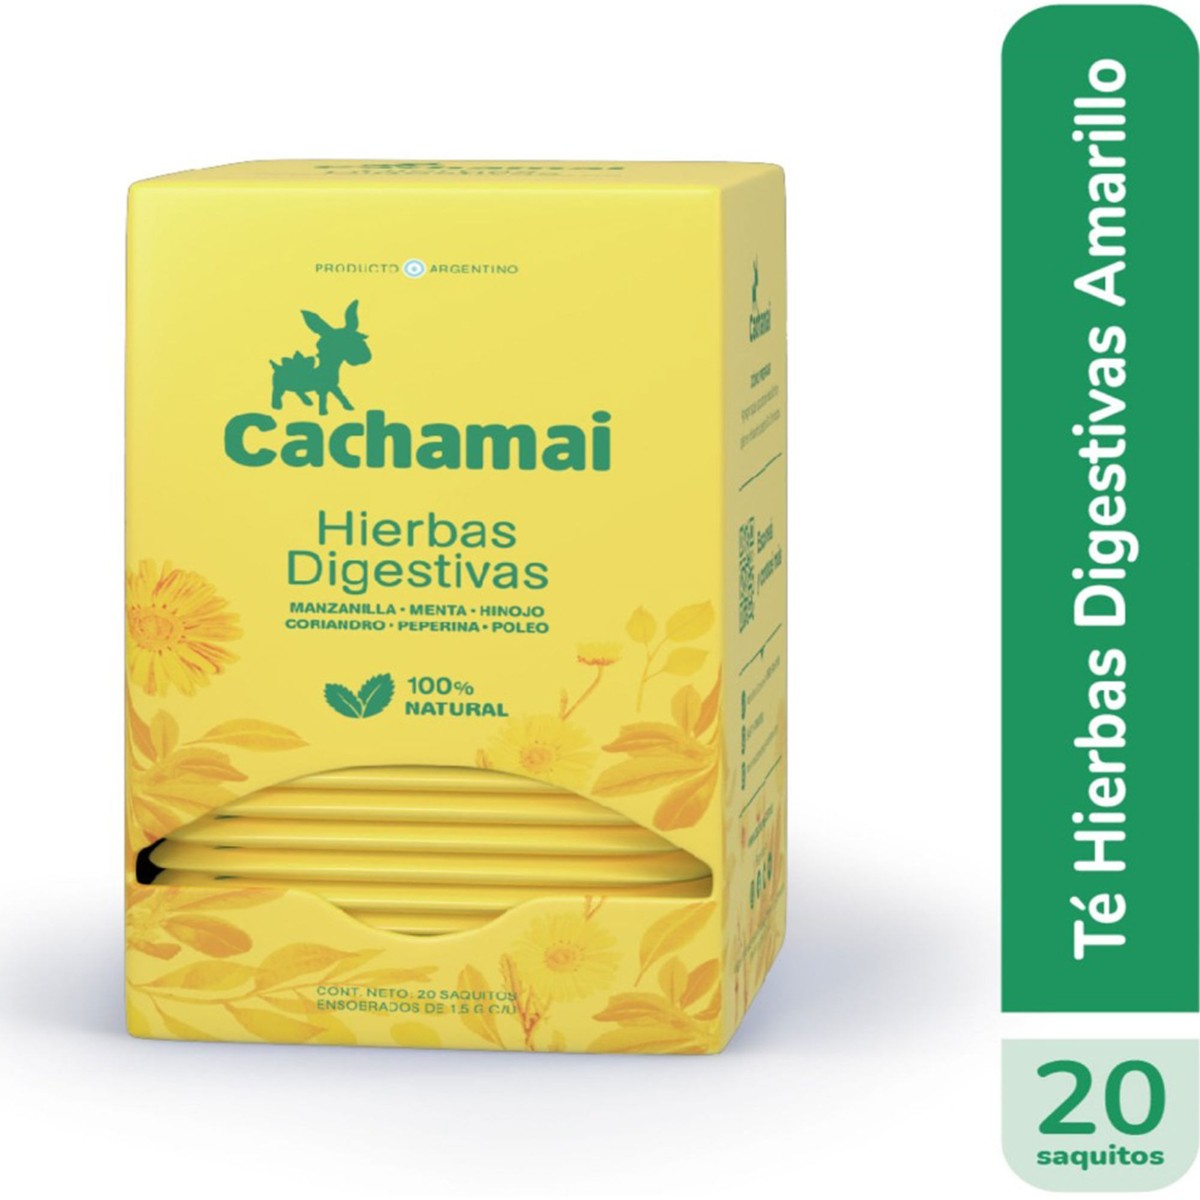 PRODUCTO ARGENTINO
Cachamai
Hierbas
Digestivas
MANZANILLA • MENTA • HINOJO
CORIANDRO • PEPERINA • POLEO
100%
NATURAL
CONT. NETO: 20 SAQUITOS
ENSOBRADOS DE 1,5 G C/U
Cachamai
Té Hierbas Digestivas Amarillo
20
saquitos